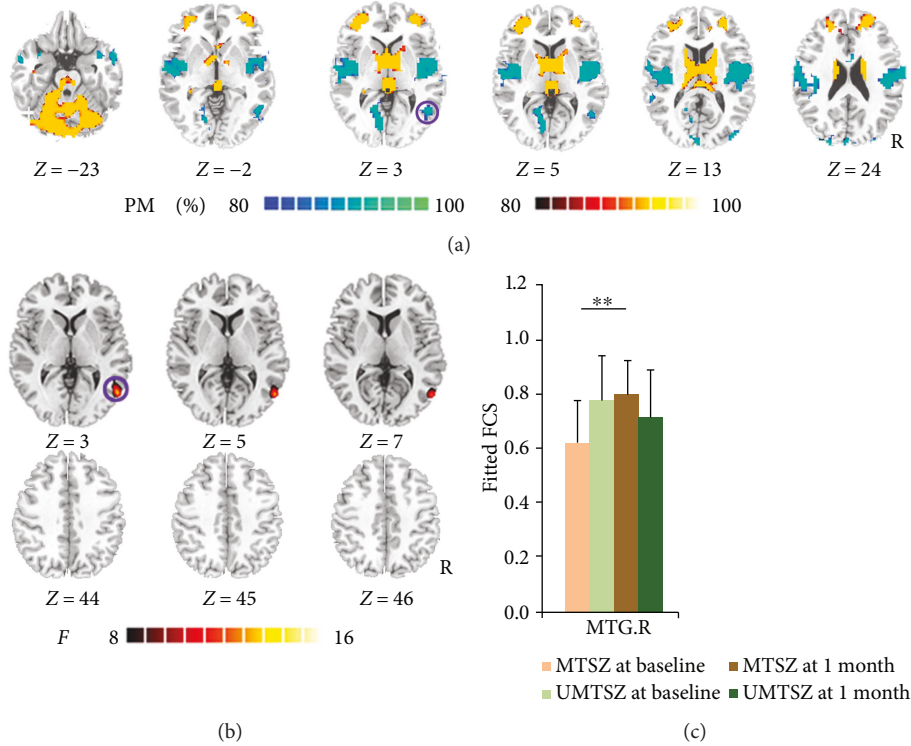 R
Z = −23 Z = −2 Z = 3 Z = 5 Z = 13 Z = 24
PM (%) 80 100 80 100
(a)
Z = 3 Z = 5 Z = 7
R
Z = 44 Z = 45 Z = 46
F 8 16
(b)
1.2
**
1.0
0.8
0.6
0.4
0.2
0.0
Fitted FCS
MTG.R
MTSZ at baseline MTSZ at 1 month
UMTSZ at baseline UMTSZ at 1 month
(c)